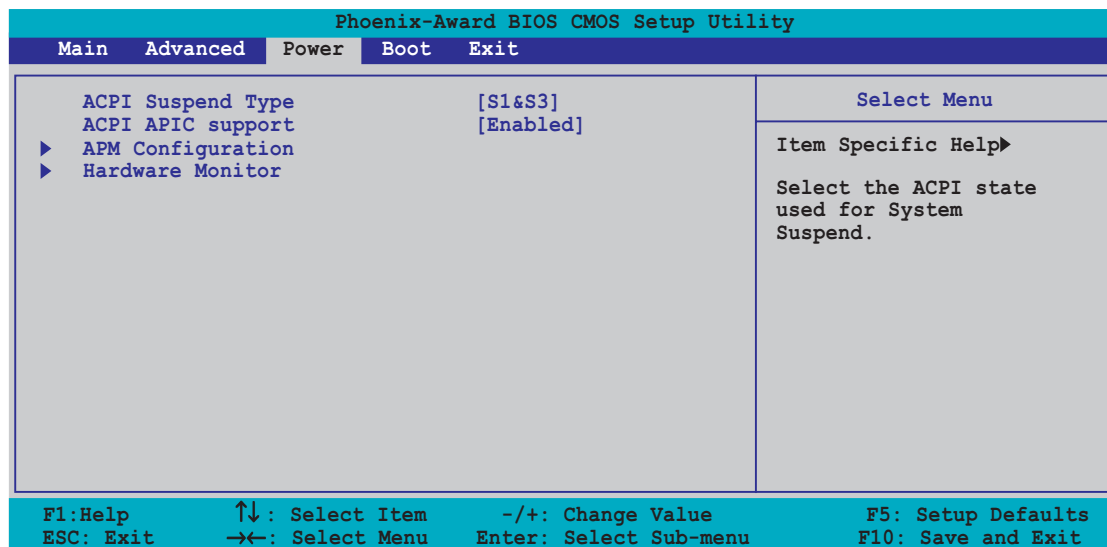 Phoenix-Award BIOS CMOS Setup Utility
Main Advanced Power Boot Exit
ACPI Suspend Type [S1&S3]
ACPI APIC support [Enabled]
APM Configuration
Hardware Monitor
Select Menu
Item Specific Help
Select the ACPI state
used for System
Suspend.
F1:Help ↑↓: Select Item -/+: Change Value F5: Setup Defaults
ESC: Exit →←: Select Menu Enter: Select Sub-menu F10: Save and Exit